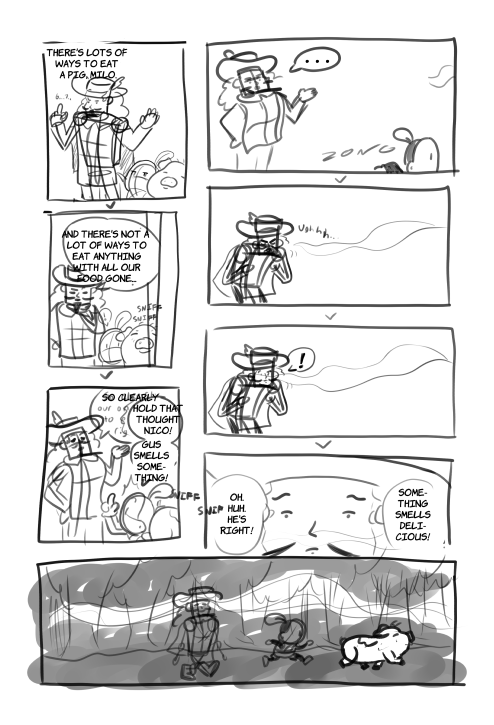 THERE'S LOTS OF
WAYS TO EAT
A PIG, MILO.
AND THERE'S NOT A
LOT OF WAYS TO
EAT ANYTHING
WITH ALL OUR
FOOD GONE..
SNIFF
SNIFF
SO CLEARLY
HOLD THAT
THOUGHT
NICO!
GUS
SMELLS
SOME-
THING!
SNIFF
SNIF
...
ZONG
!
OH.
HUH.
HE'S
RIGHT!
SOME-
THING
SMELLS
DELI-
CIOUS!